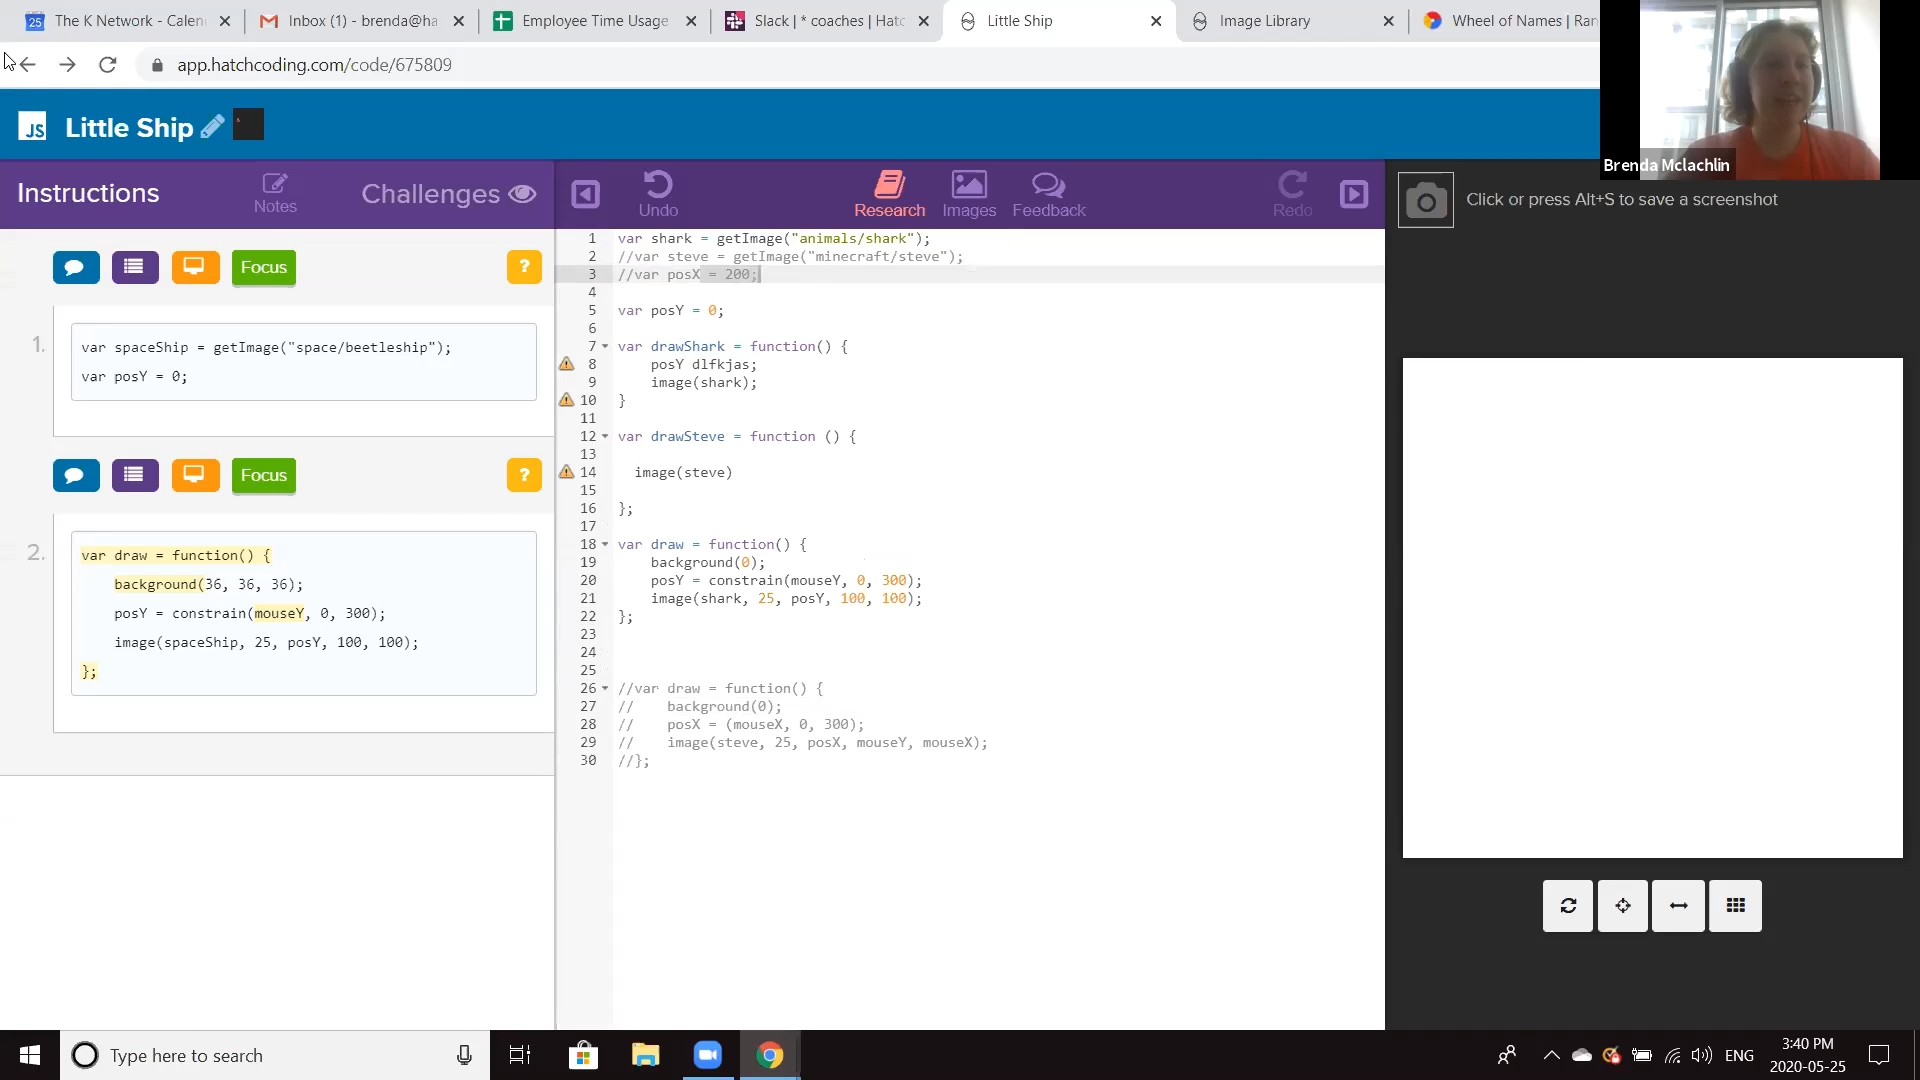 The K Network - Calen
Inbox (1) - brenda@ha
Employee Time Usage
Slack | * coaches | Hatc
Little Ship
Image Library
Wheel of Names | Ran
app.hatchcoding.com/code/675809
JS
Little Ship
Brenda Mclachlin
Instructions
Notes
Challenges
Undo
Research
Images
Feedback
Redo
Click or press Alt+S to save a screenshot
Focus
?
1.
var spaceShip = getImage("space/beetleship");
var posY = 0;
Focus
?
2.
var draw = function() {
background(36, 36, 36);
posY = constrain(mouseY, 0, 300);
image(spaceShip, 25, posY, 100, 100);
};
1 var shark = getImage("animals/shark");
2 //var steve = getImage("minecraft/steve");
3 //var posX = 200;
4
5 var posY = 0;
6
7 var drawShark = function() {
8 posY dlfkjas;
9 image(shark);
10 }
11
12 var drawSteve = function () {
13
14 image(steve)
15
16 };
17
18 var draw = function() {
19 background(0);
20 posY = constrain(mouseY, 0, 300);
21 image(shark, 25, posY, 100, 100);
22 };
23
24
25
26 //var draw = function() {
27 // background(0);
28 // posX = (mouseX, 0, 300);
29 // image(steve, 25, posX, mouseY, mouseX);
30 //};
Type here to search
ENG
3:40 PM
2020-05-25